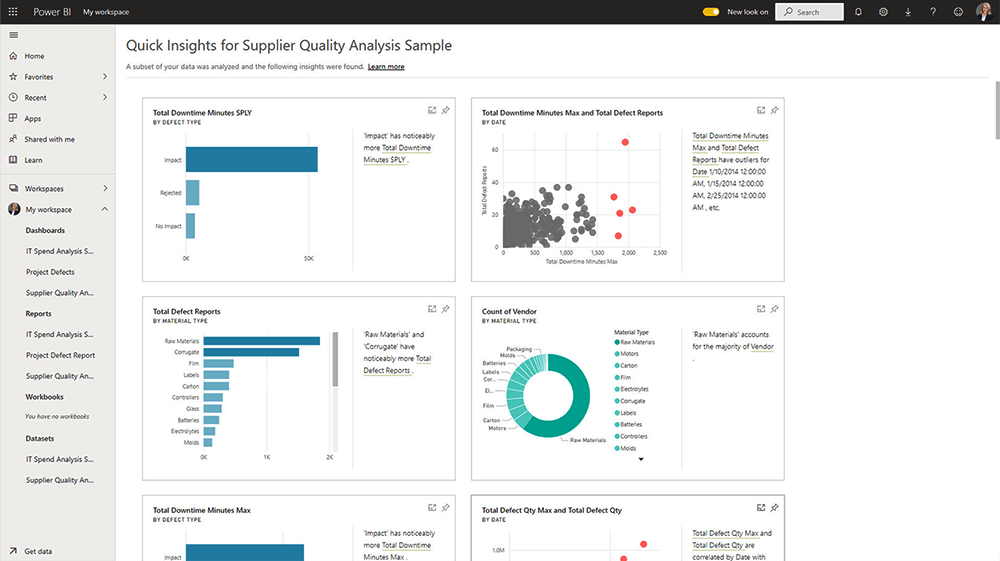 Power BI My workspace New look on Search
Home
Favorites
Recent
Apps
Shared with me
Learn
Workspaces
My workspace
Dashboards
IT Spend Analysis S...
Project Defects
Supplier Quality An...
Reports
IT Spend Analysis S...
Project Defect Report
Supplier Quality An...
Workbooks
You have no workbooks
Datasets
IT Spend Analysis S...
Supplier Quality An...
Get data
Quick Insights for Supplier Quality Analysis Sample
A subset of your data was analyzed and the following insights were found. Learn more
Total Downtime Minutes SPLY
BY DEFECT TYPE
Impact
Rejected
No Impact
0K 50K
'Impact' has noticeably
more Total Downtime
Minutes SPLY .
Total Downtime Minutes Max and Total Defect Reports
BY DATE
Total Defect Reports
60
40
20
0
0 500 1,000 1,500 2,000 2,500
Total Downtime Minutes Max
Total Downtime Minutes
Max and Total Defect
Reports have outliers for
Date 1/10/2014 12:00:00
AM, 1/15/2014 12:00:00
AM, 2/25/2014 12:00:00
AM , etc.
Total Defect Reports
BY MATERIAL TYPE
Raw Materials
Corrugate
Film
Labels
Carton
Controllers
Glass
Batteries
Electrolytes
Molds
0K 1K 2K
'Raw Materials' and
'Corrugate' have
noticeably more Total
Defect Reports .
Count of Vendor
BY MATERIAL TYPE
Packaging
Molds
Batteries
Labels
Cor...
El...
Film
Carton
Motors
Raw Materials
Material Type
Raw Materials
Motors
Carton
Film
Electrolytes
Corrugate
Labels
Batteries
Controllers
Molds
'Raw Materials' accounts
for the majority of Vendor
.
Total Downtime Minutes Max
BY DEFECT TYPE
Impact
'Impact' has noticeably
more Total Downtime
Minutes Max .
Total Defect Qty Max and Total Defect Qty
BY DATE
1.0M
Total Defect Qty Max and
Total Defect Qty are
correlated by Date with